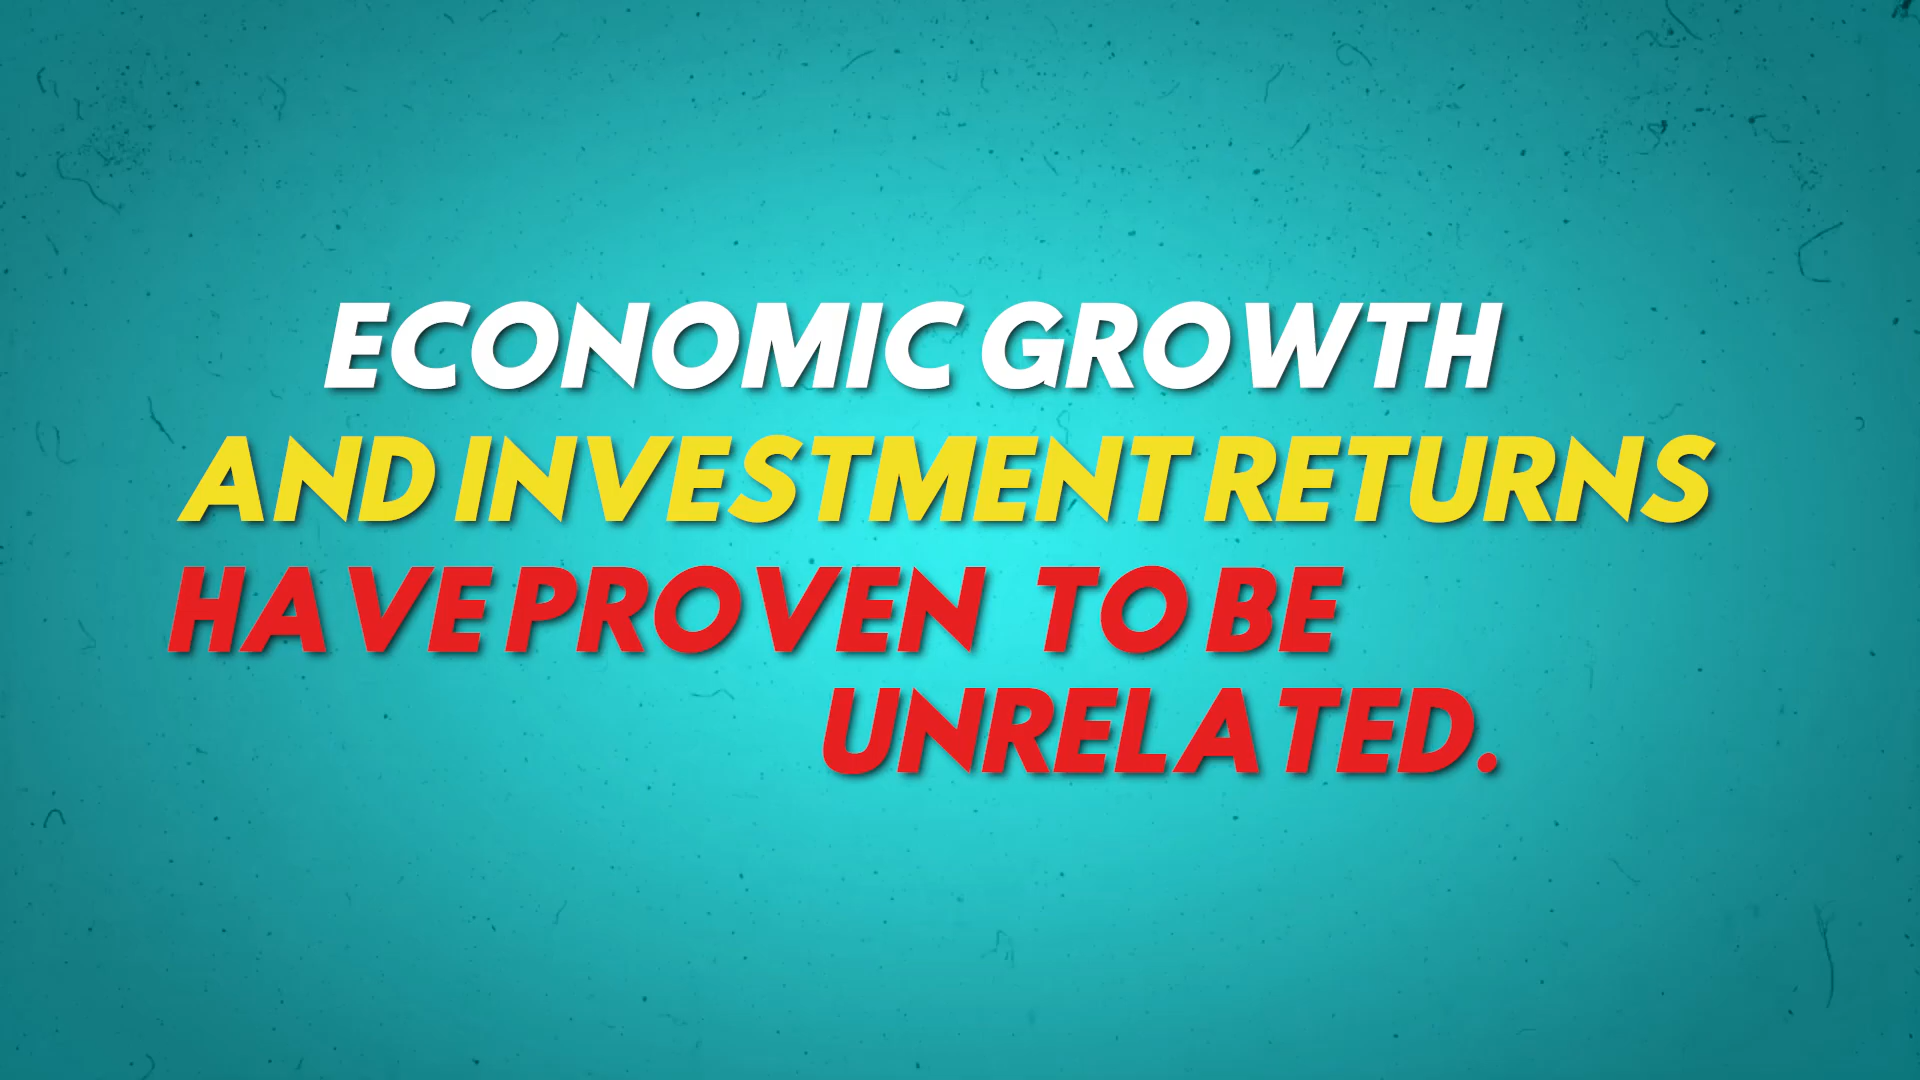 ECONOMIC GROWTH
AND INVESTMENT RETURNS
HAVE PROVEN TO BE
UNRELATED.